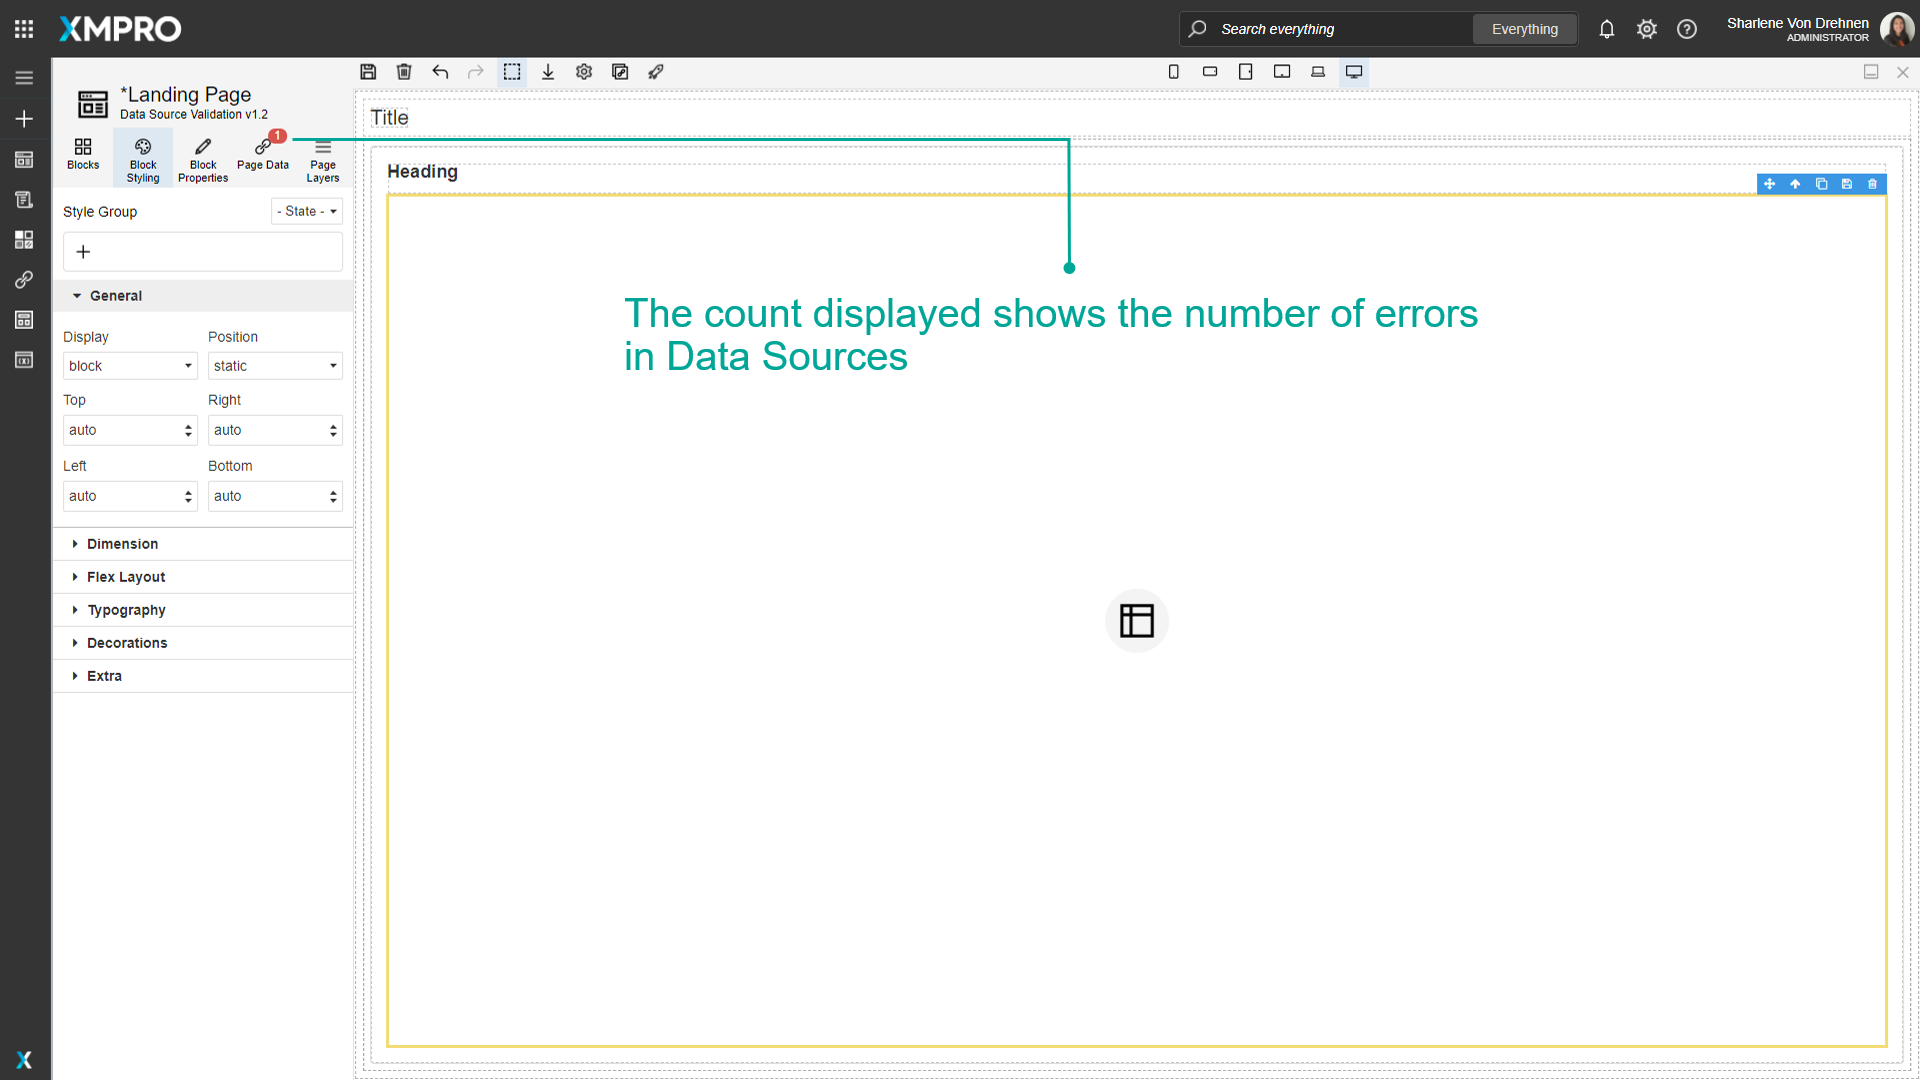 XMPRO
Search everything
Everything
Sharlene Von Drehnen
ADMINISTRATOR
*Landing Page
Data Source Validation v1.2
Blocks
Block
Styling
Block
Properties
1
Page Data
Page
Layers
Style Group
- State -
+
General
Display
Position
block
static
Top
Right
auto
auto
Left
Bottom
auto
auto
Dimension
Flex Layout
Typography
Decorations
Extra
Title
Heading
The count displayed shows the number of errors
in Data Sources